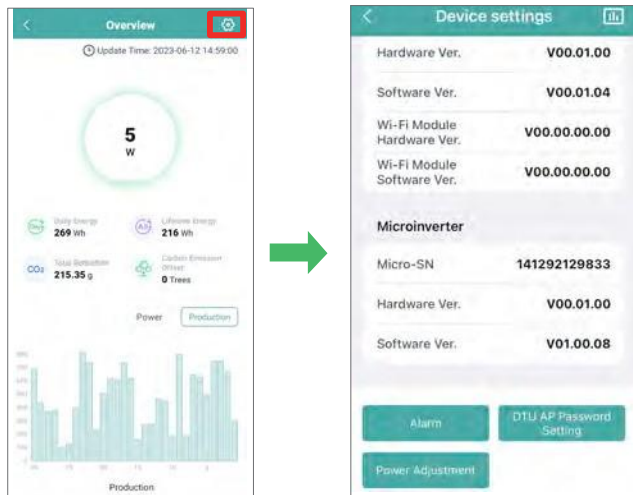 Overview
Update Time: 2023-06-12 14:59:00
5
W
Daily Energy
269 Wh
Lifetime Energy
216 Wh
CO₂
Total Reduction
215.35 g
Carbon Emission
Offset
0 Trees
Power
Production
Production
Device settings
Hardware Ver.
V00.01.00
Software Ver.
V00.01.04
Wi-Fi Module
Hardware Ver.
V00.00.00.00
Wi-Fi Module
Software Ver.
V00.00.00.00
Microinverter
Micro-SN
141292129833
Hardware Ver.
V00.01.00
Software Ver.
V01.00.08
Alarm
DTU AP Password
Setting
Power Adjustment